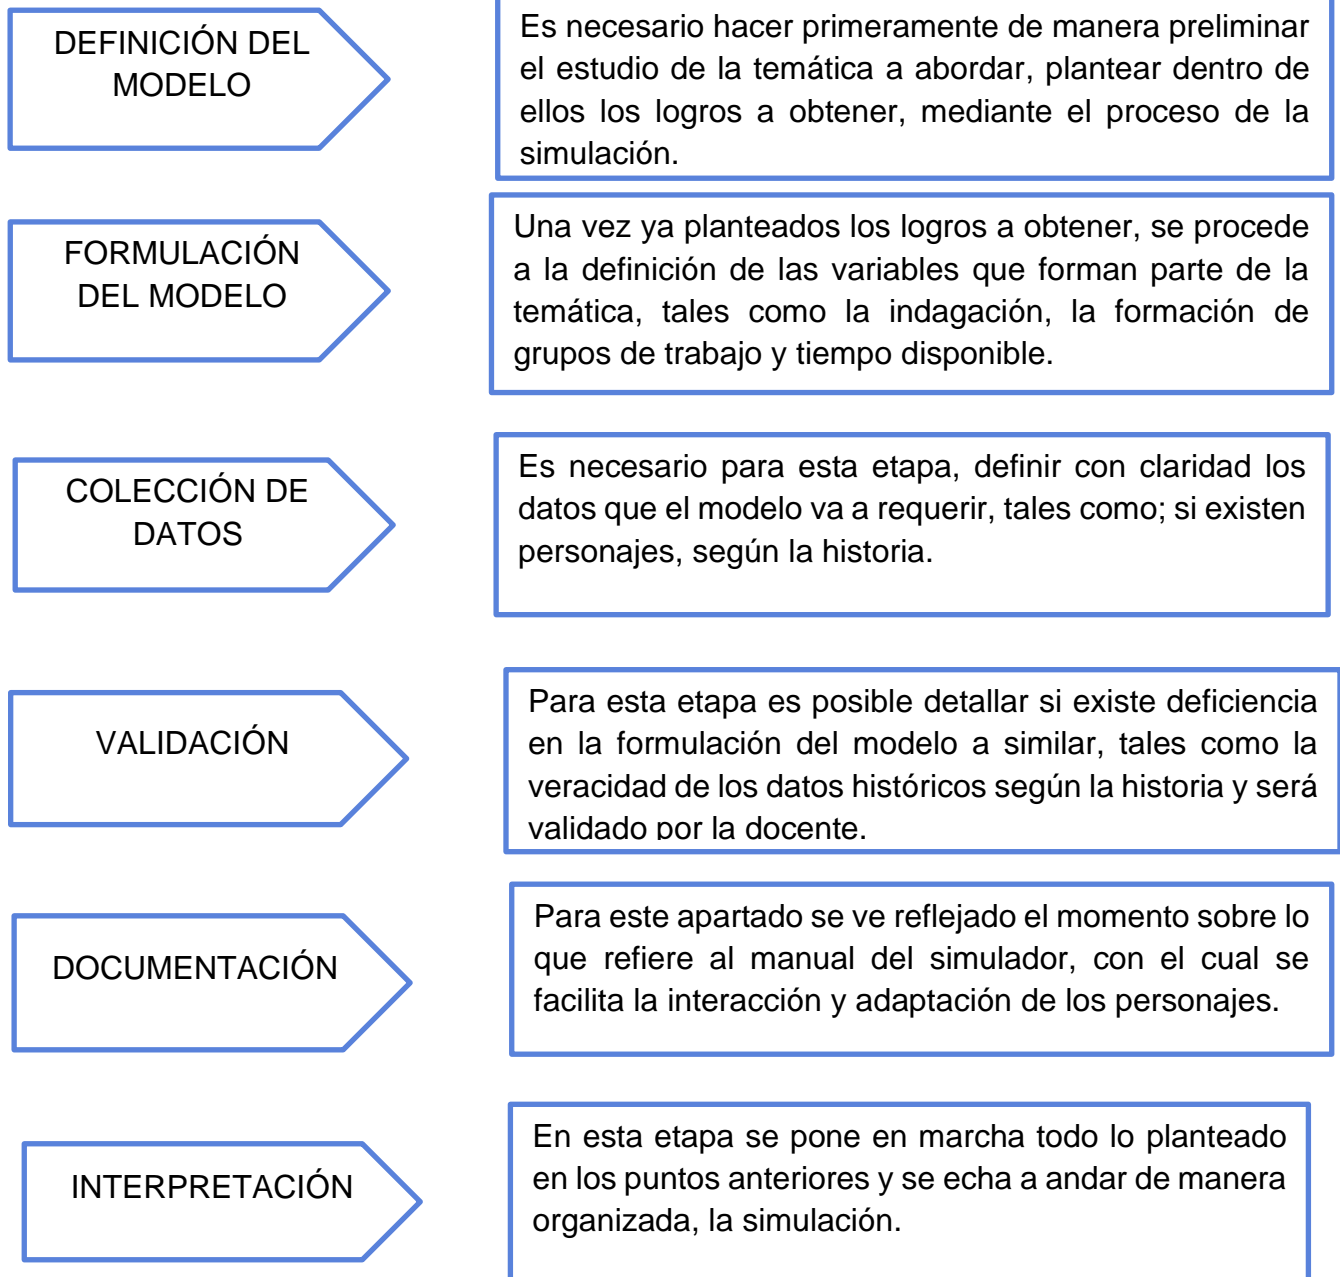 DEFINICIÓN DEL
MODELO
Es necesario hacer primeramente de manera preliminar
el estudio de la temática a abordar, plantear dentro de
ellos los logros a obtener, mediante el proceso de la
simulación.
FORMULACIÓN
DEL MODELO
Una vez ya planteados los logros a obtener, se procede
a la definición de las variables que forman parte de la
temática, tales como la indagación, la formación de
grupos de trabajo y tiempo disponible.
COLECCIÓN DE
DATOS
Es necesario para esta etapa, definir con claridad los
datos que el modelo va a requerir, tales como; si existen
personajes, según la historia.
VALIDACIÓN
Para esta etapa es posible detallar si existe deficiencia
en la formulación del modelo a similar, tales como la
veracidad de los datos históricos según la historia y será
validado por la docente.
DOCUMENTACIÓN
Para este apartado se ve reflejado el momento sobre lo
que refiere al manual del simulador, con el cual se
facilita la interacción y adaptación de los personajes.
INTERPRETACIÓN
En esta etapa se pone en marcha todo lo planteado
en los puntos anteriores y se echa a andar de manera
organizada, la simulación.